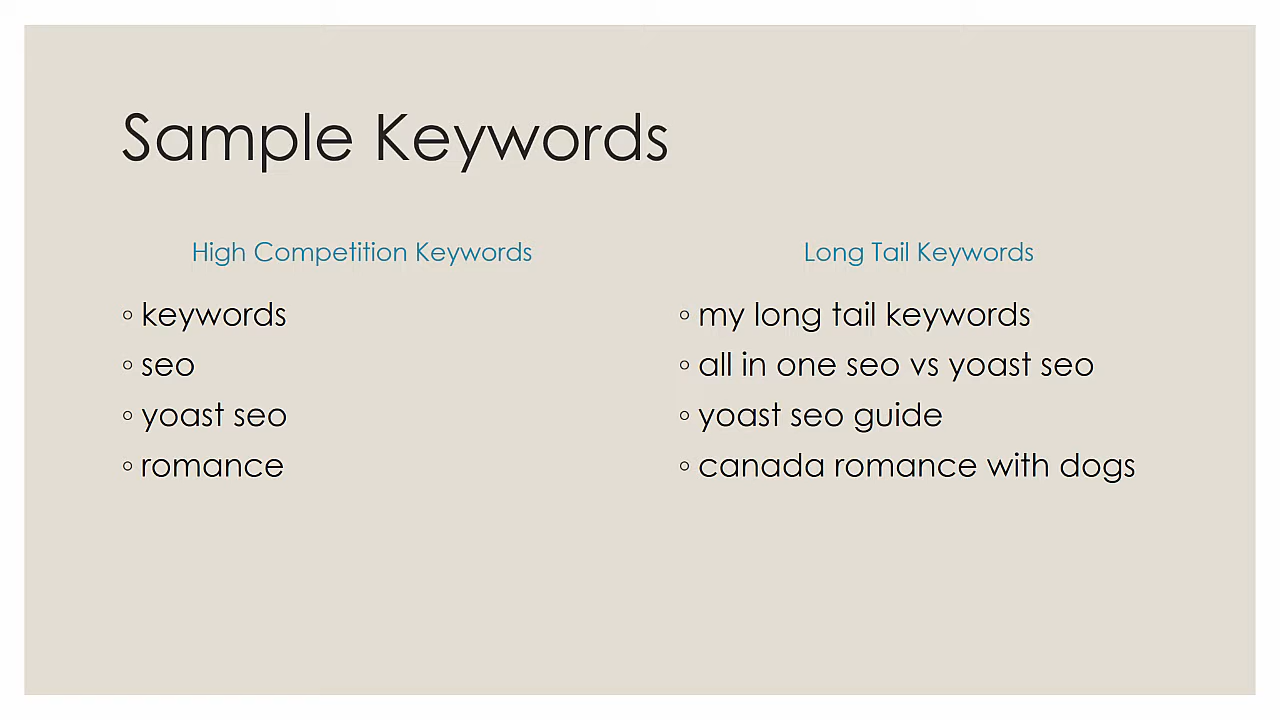 Sample Keywords
High Competition Keywords
◦ keywords
◦ seo
◦ yoast seo
◦ romance
Long Tail Keywords
◦ my long tail keywords
◦ all in one seo vs yoast seo
◦ yoast seo guide
◦ canada romance with dogs